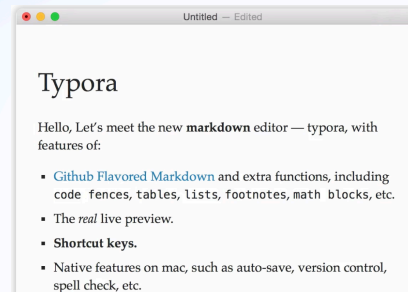 Untitled — Edited
Typora
Hello, Let's meet the new markdown editor — typora, with
features of:
▪ Github Flavored Markdown and extra functions, including
code fences, tables, lists, footnotes, math blocks, etc.
▪ The real live preview.
▪ Shortcut keys.
▪ Native features on mac, such as auto-save, version control,
spell check, etc.